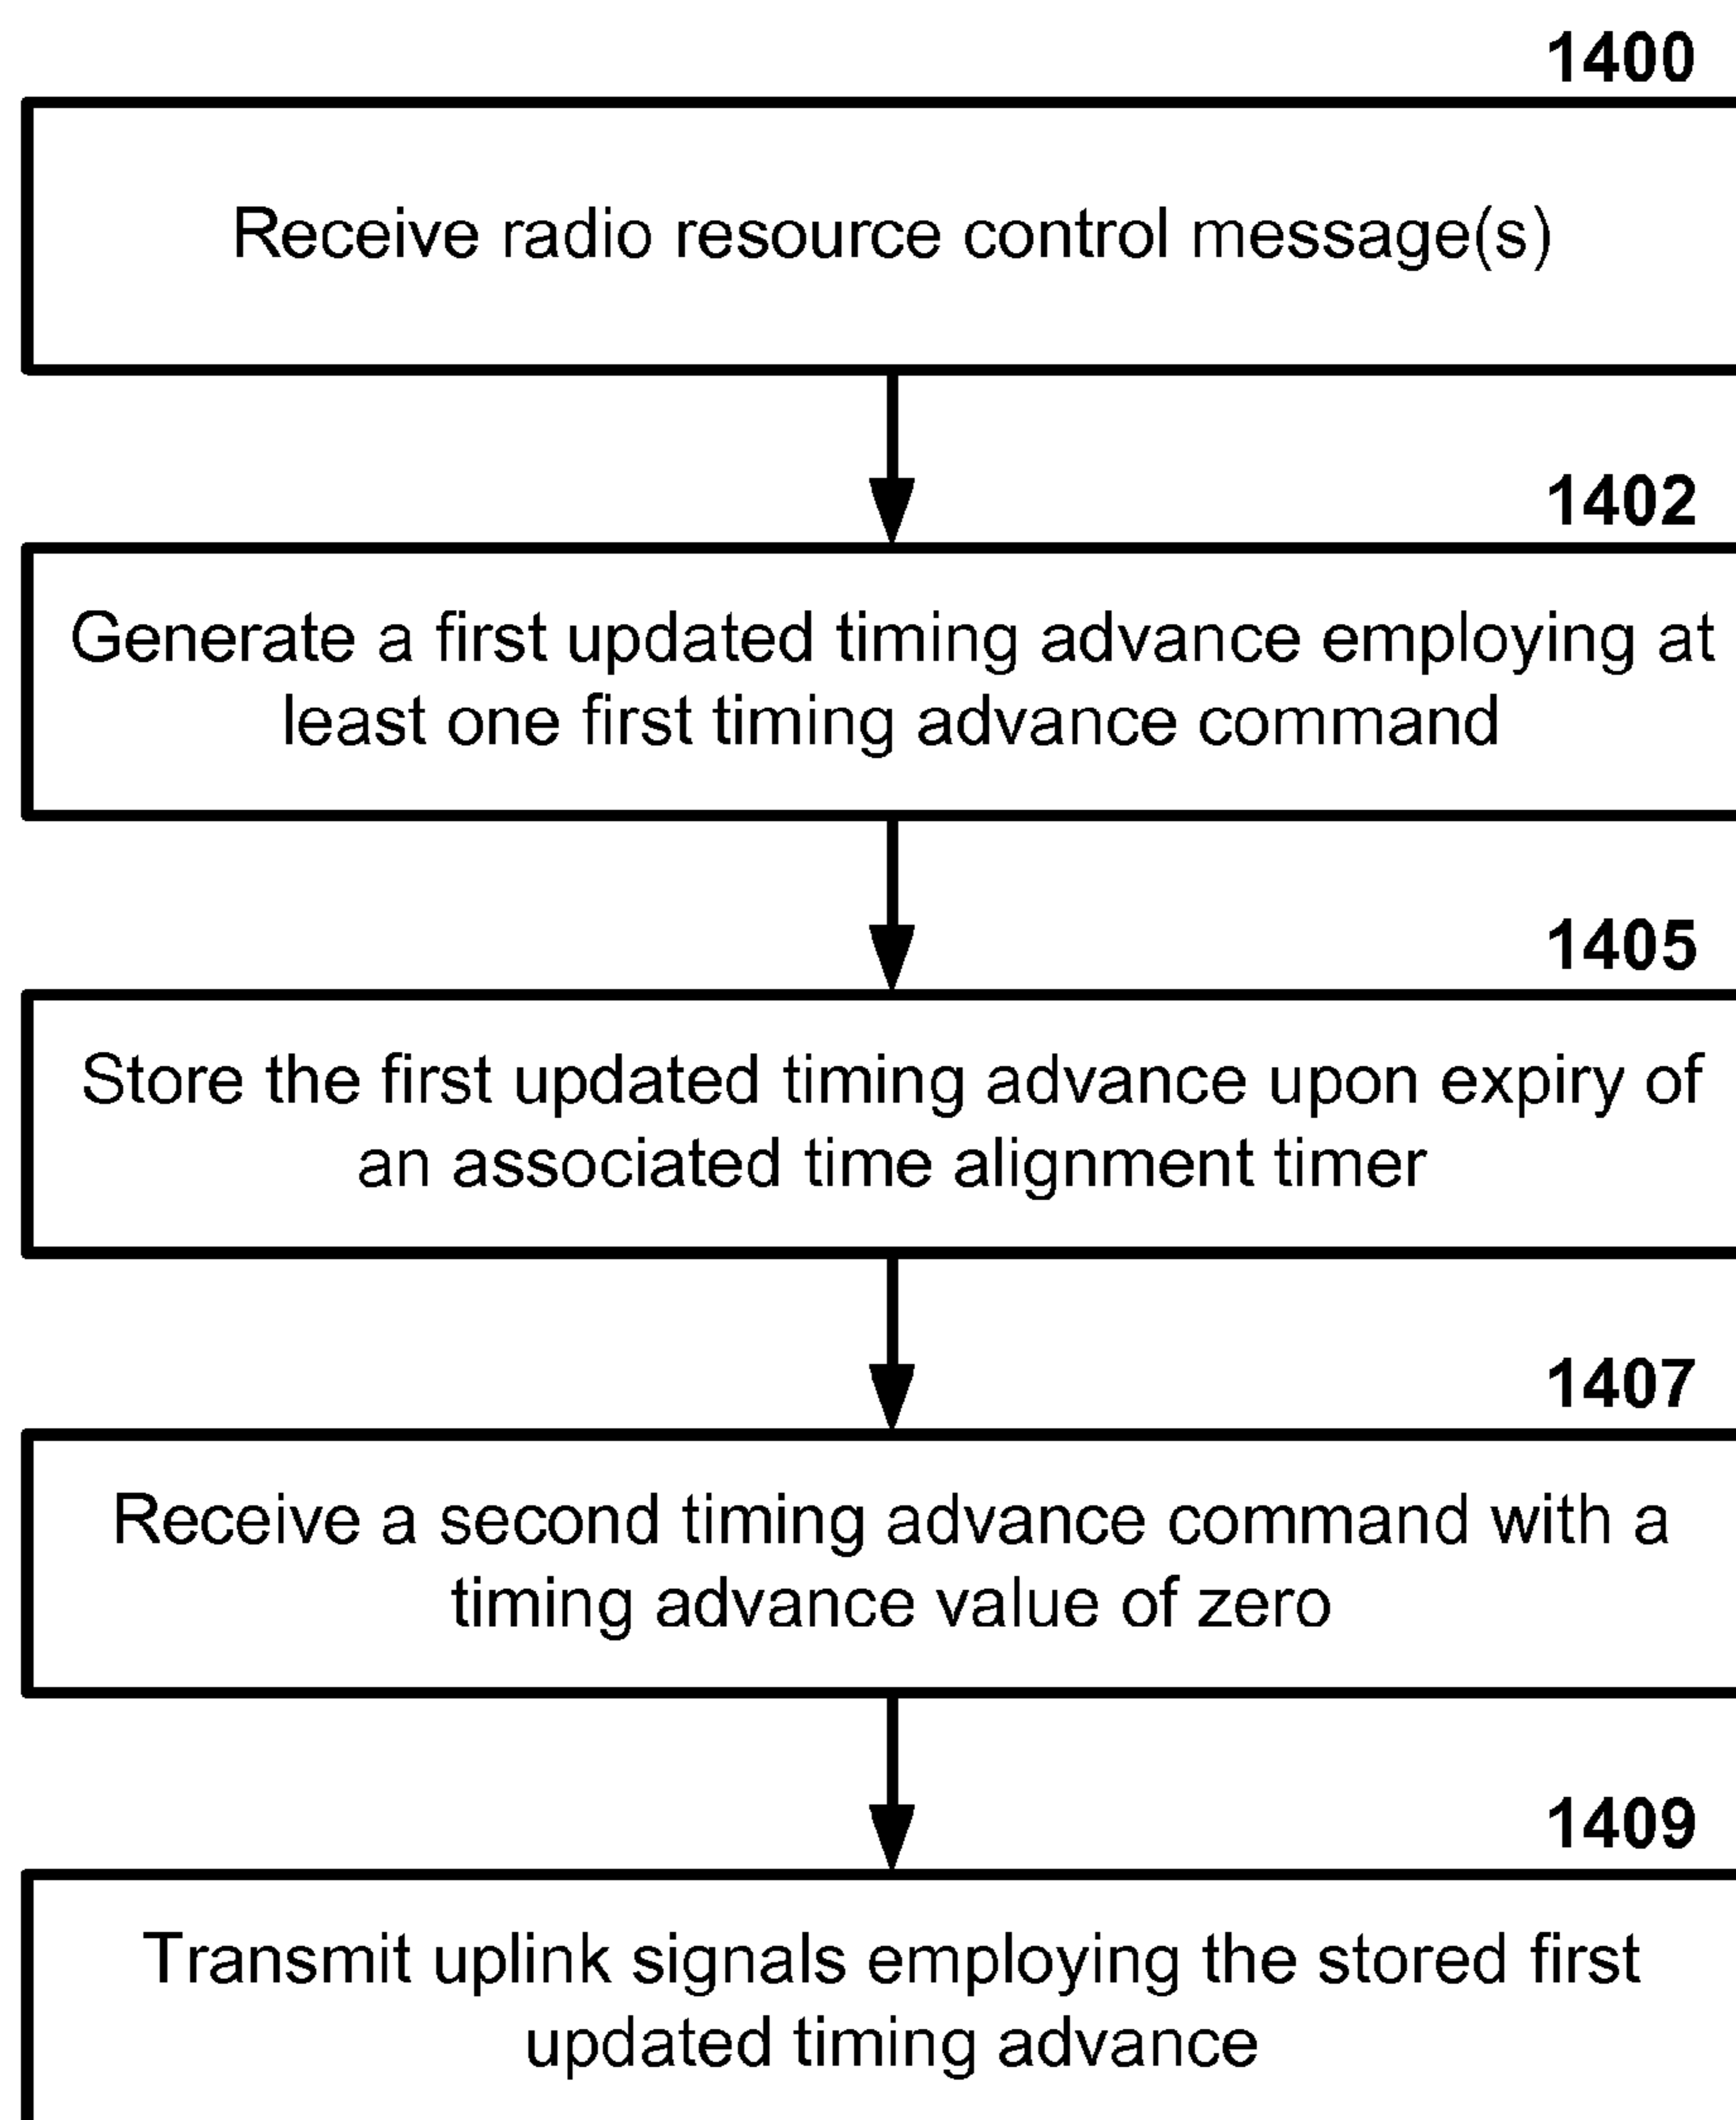 1400
Receive radio resource control message(s)
1402
Generate a first updated timing advance employing at
least one first timing advance command
1405
Store the first updated timing advance upon expiry of
an associated time alignment timer
1407
Receive a second timing advance command with a
timing advance value of zero
1409
Transmit uplink signals employing the stored first
updated timing advance